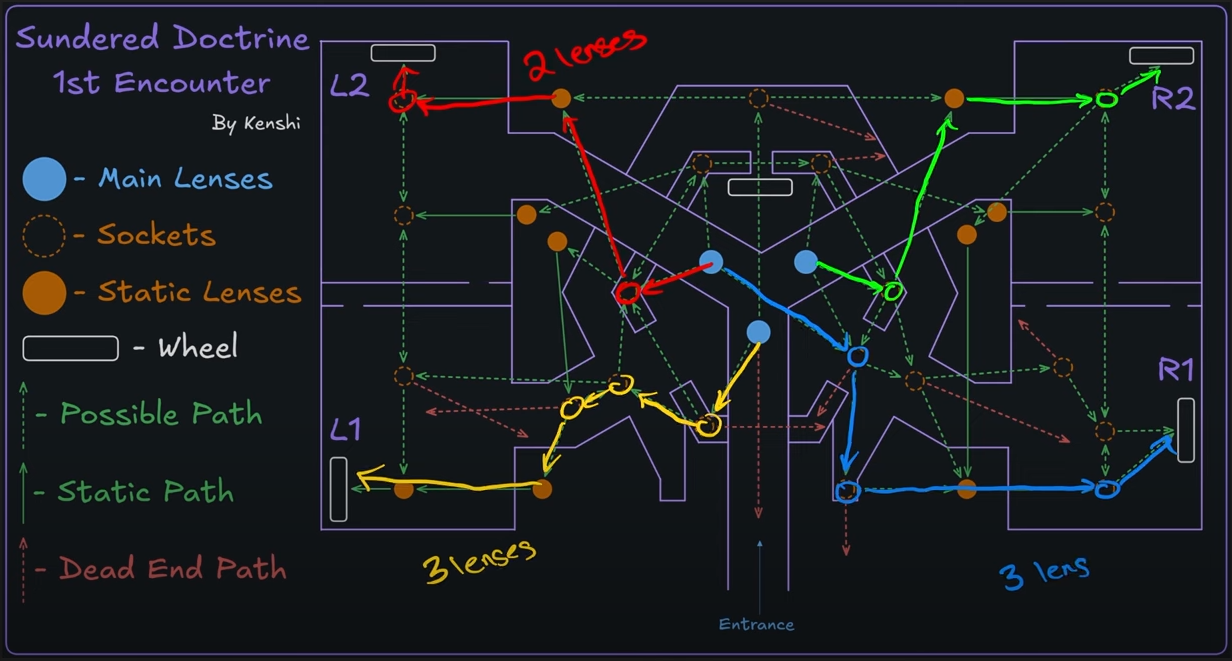 Sundered Doctrine
1st Encounter
By Kenshi
- Main Lenses
- Sockets
- Static Lenses
- Wheel
- Possible Path
- Static Path
- Dead End Path
L2
2 lenses
R2
L1
R1
3 lenses
3 lens
Entrance